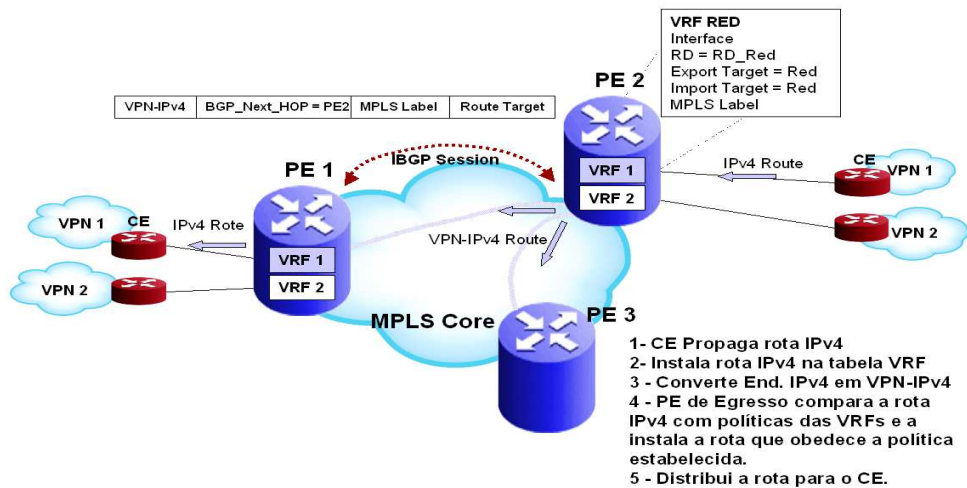 VRF RED
Interface
RD = RD_Red
Export Target = Red
Import Target = Red
MPLS Label
PE 2
VPN-IPv4 BGP_Next_HOP = PE2 MPLS Label Route Target
IBGP Session
PE 1
VRF 1
VRF 2
IPv4 Route
CE
VPN 1
VPN 2
VPN 1
CE
IPv4 Rote
VPN 2
VRF 1
VRF 2
VPN-IPv4 Route
MPLS Core
PE 3
1- CE Propaga rota IPv4
2- Instala rota IPv4 na tabela VRF
3 - Converte End. IPv4 em VPN-IPv4
4 - PE de Egresso compara a rota
IPv4 com políticas das VRFs e a
instala a rota que obedece a política
estabelecida.
5 - Distribui a rota para o CE.